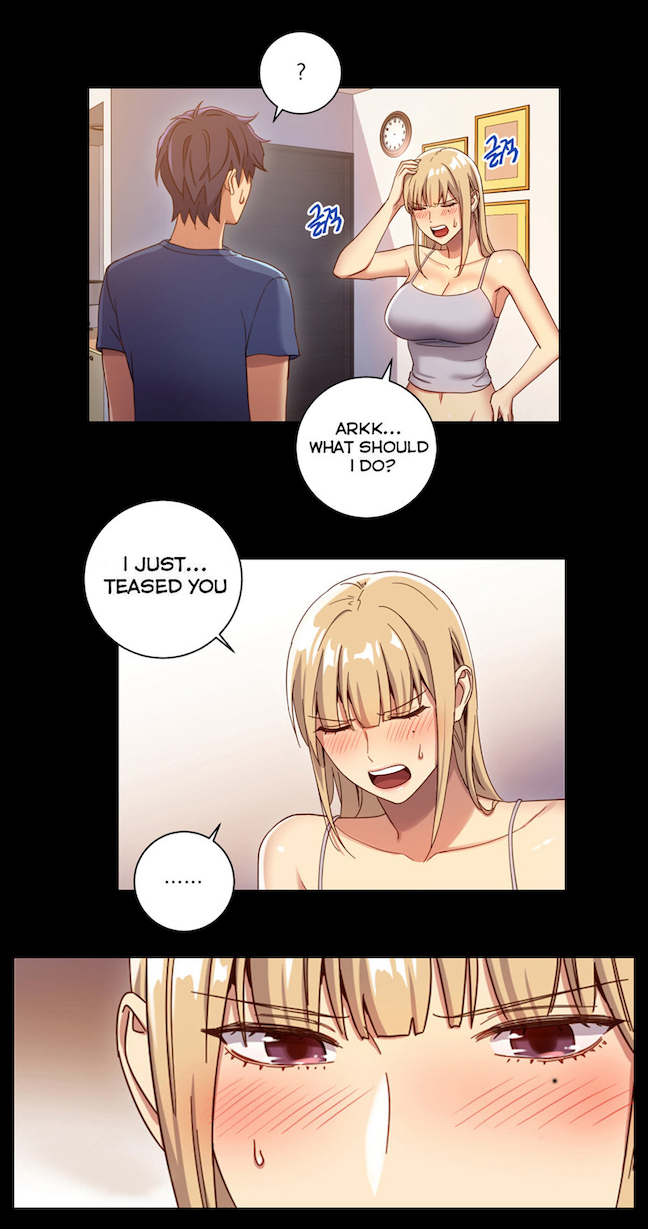 ?
긁적
긁적
ARKK...
WHAT SHOULD
I DO?
I JUST...
TEASED YOU
......